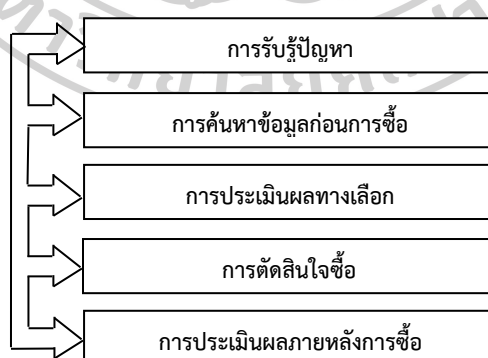 การรับรู้ปัญหา
การค้นหาข้อมูลก่อนการซื้อ
การประเมินผลทางเลือก
การตัดสินใจซื้อ
การประเมินผลภายหลังการซื้อ